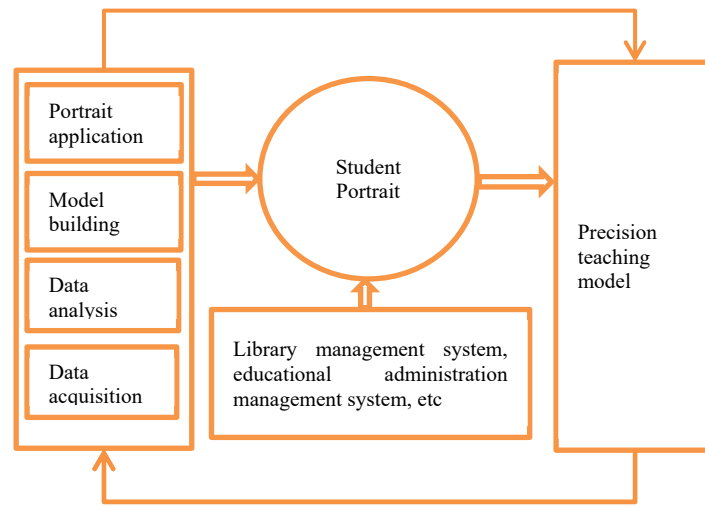 Portrait
application
Model
building
Data
analysis
Data
acquisition
Student
Portrait
Library management system,
educational administration
management system, etc
Precision
teaching
model